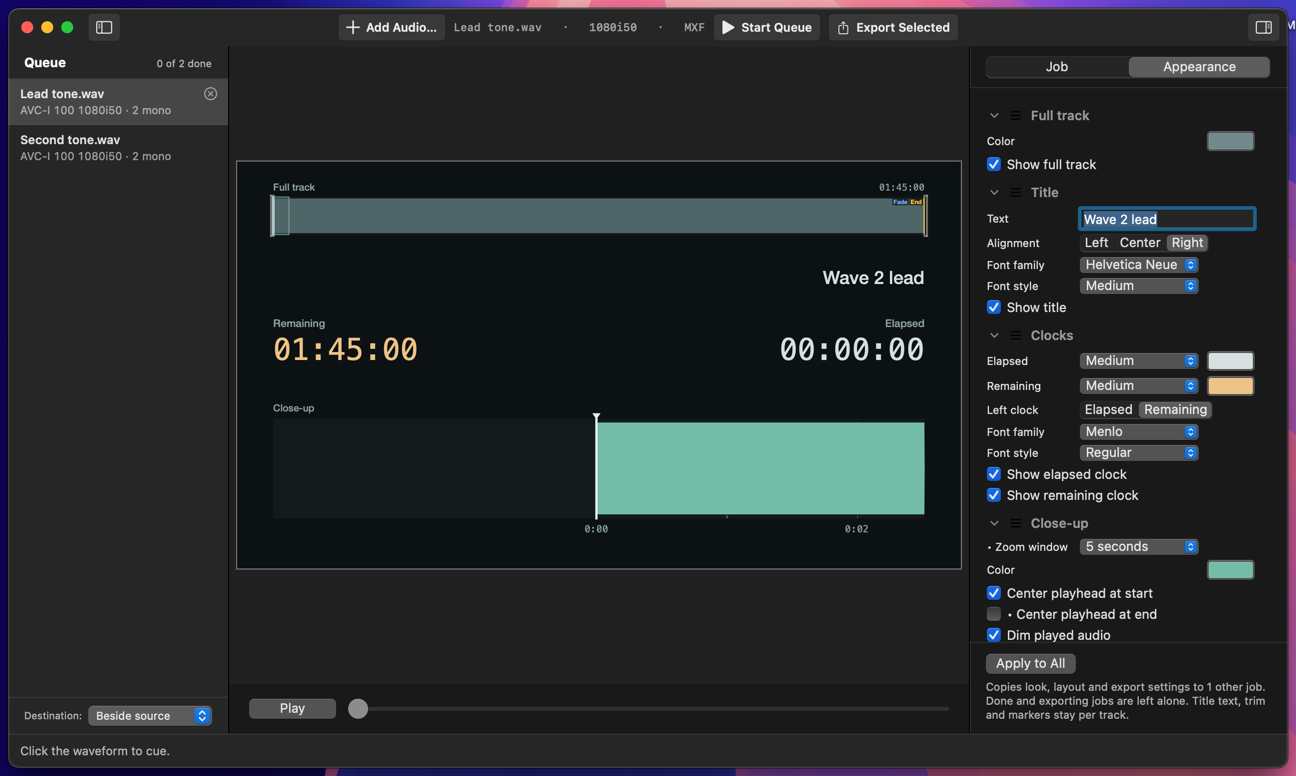 Add Audio...
Lead tone.wav · 1080i50 · MXF
Start Queue
Export Selected
Queue
0 of 2 done
Lead tone.wav
AVC-I 100 1080i50 · 2 mono
Second tone.wav
AVC-I 100 1080i50 · 2 mono
Destination: Beside source
Click the waveform to cue.
Full track
01:45:00
Fade End
Wave 2 lead
Remaining
01:45:00
Elapsed
00:00:00
Close-up
0:00
0:02
Play
Job
Appearance
Full track
Color
Show full track
Title
Text Wave 2 lead
Alignment Left Center Right
Font family Helvetica Neue
Font style Medium
Show title
Clocks
Elapsed Medium
Remaining Medium
Left clock Elapsed Remaining
Font family Menlo
Font style Regular
Show elapsed clock
Show remaining clock
Close-up
• Zoom window 5 seconds
Color
Center playhead at start
• Center playhead at end
Dim played audio
Apply to All
Copies look, layout and export settings to 1 other job.
Done and exporting jobs are left alone. Title text, trim
and markers stay per track.